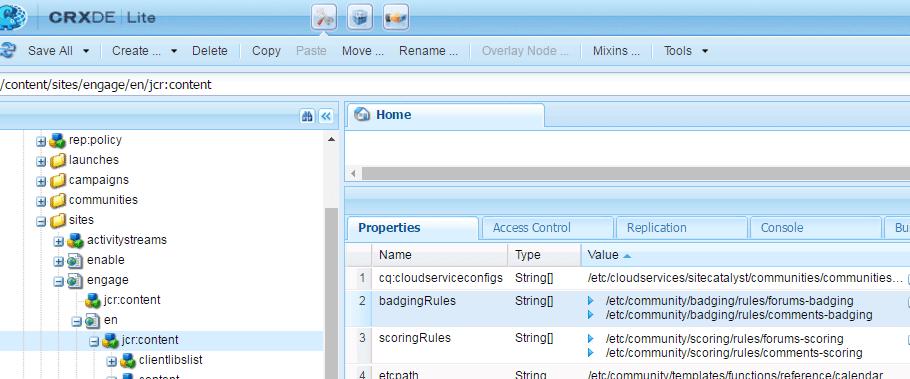 CRXDE | Lite
Save All Create ... Delete Copy Paste Move ... Rename ... Overlay Node ... Mixins ... Tools
/content/sites/engage/en/jcr:content
Home
rep:policy
launches
campaigns
communities
sites
activitystreams
enable
engage
jcr:content
en
jcr:content
clientlibslist
content
Properties Access Control Replication Console Bu
Name Type Value
1 cq:cloudserviceconfigs String[] /etc/cloudservices/sitecatalyst/communities/communities...
2 badgingRules String[] /etc/community/badging/rules/forums-badging
/etc/community/badging/rules/comments-badging
3 scoringRules String[] /etc/community/scoring/rules/forums-scoring
/etc/community/scoring/rules/comments-scoring
4 etcpath String /etc/community/templates/functions/reference/calendar